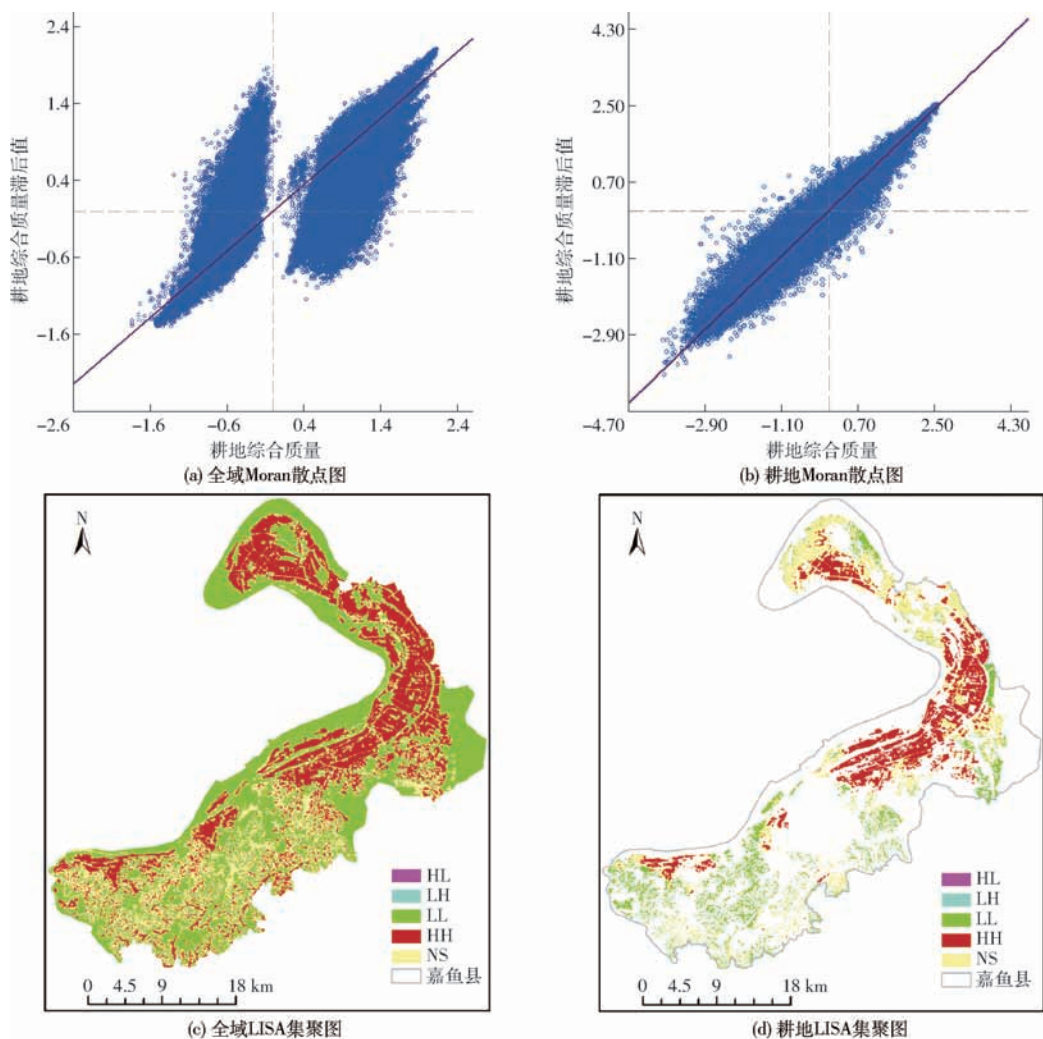 2.4
1.4
0.4
-0.6
-1.6
-2.6 -1.6 -0.6 0.4 1.4 2.4
耕地综合质量滞后值
耕地综合质量
(a) 全域Moran散点图
4.30
2.50
0.70
-1.10
-2.90
-4.70 -2.90 -1.10 0.70 2.50 4.30
耕地综合质量滞后值
耕地综合质量
(b) 耕地Moran散点图
N
HL
LH
LL
HH
NS
嘉鱼县
0 4.5 9 18 km
(c) 全域LISA集聚图
N
HL
LH
LL
HH
NS
嘉鱼县
0 4.5 9 18 km
(d) 耕地LISA集聚图